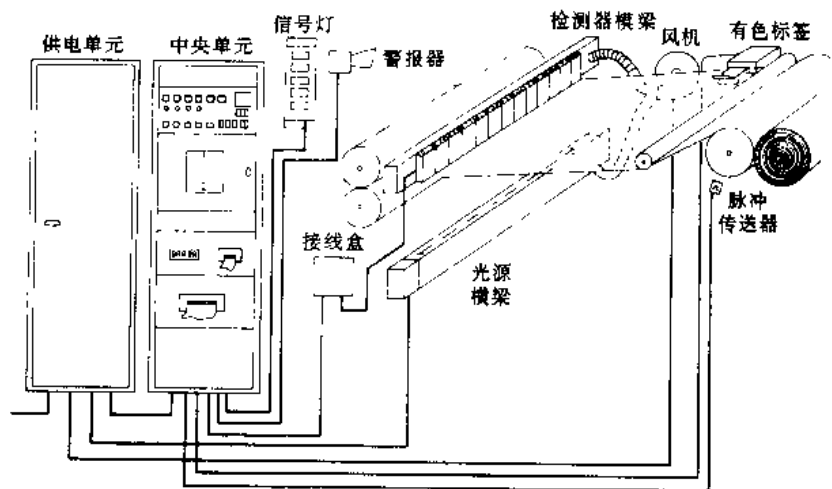 供电单元
中央单元
信号灯
警报器
检测器横梁
风机
有色标签
接线盒
光源
横梁
脉冲
传送器